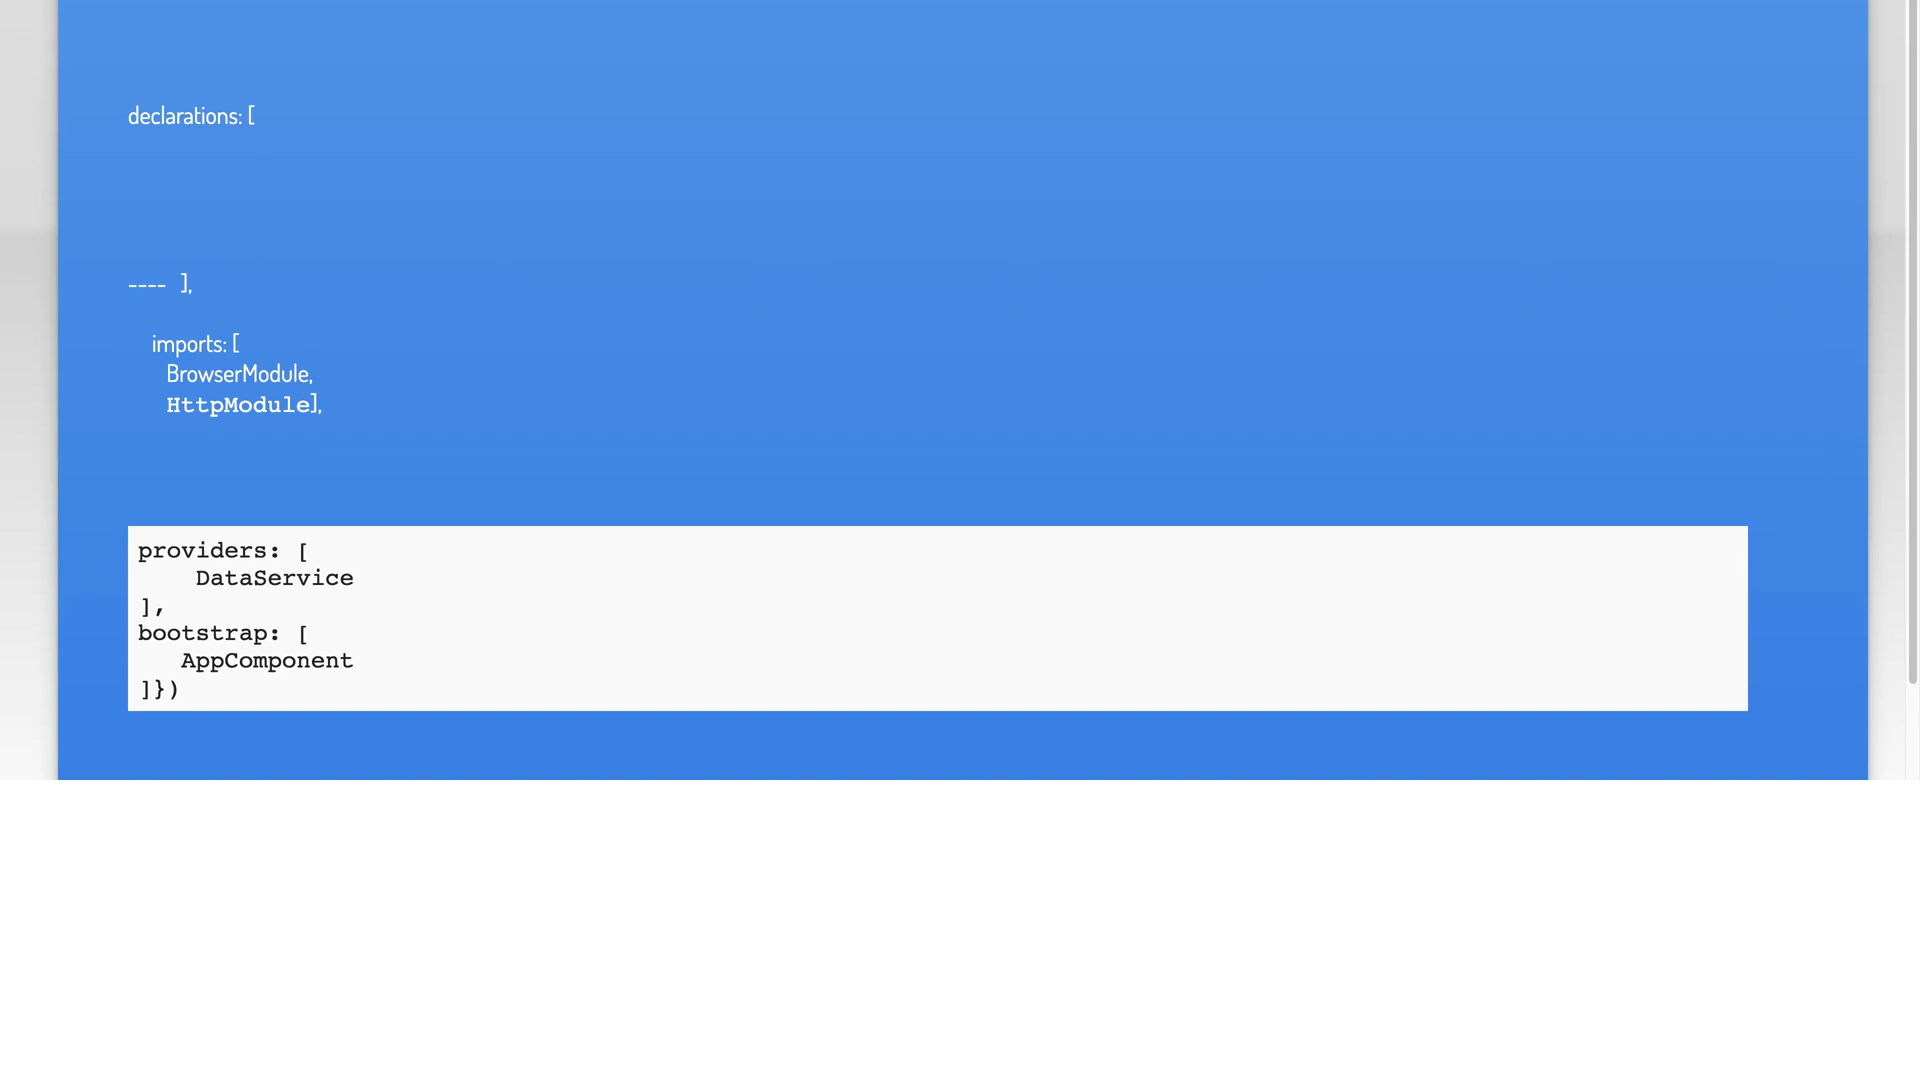 declarations: [
---- ],
imports: [
BrowserModule,
HttpModule],
providers: [
DataService
],
bootstrap: [
AppComponent
]})